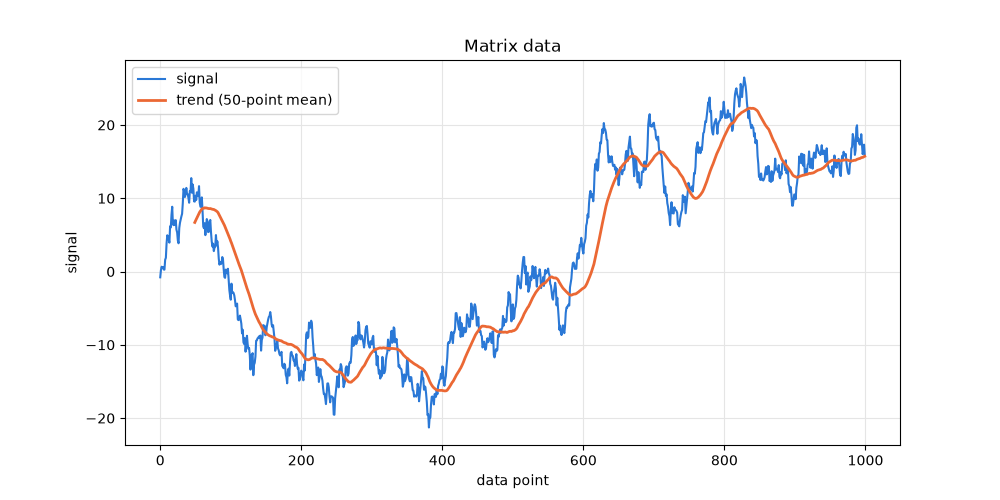 Matrix data
signal
trend (50-point mean)
20
10
0
−10
−20
signal
0
200
400
600
800
1000
data point